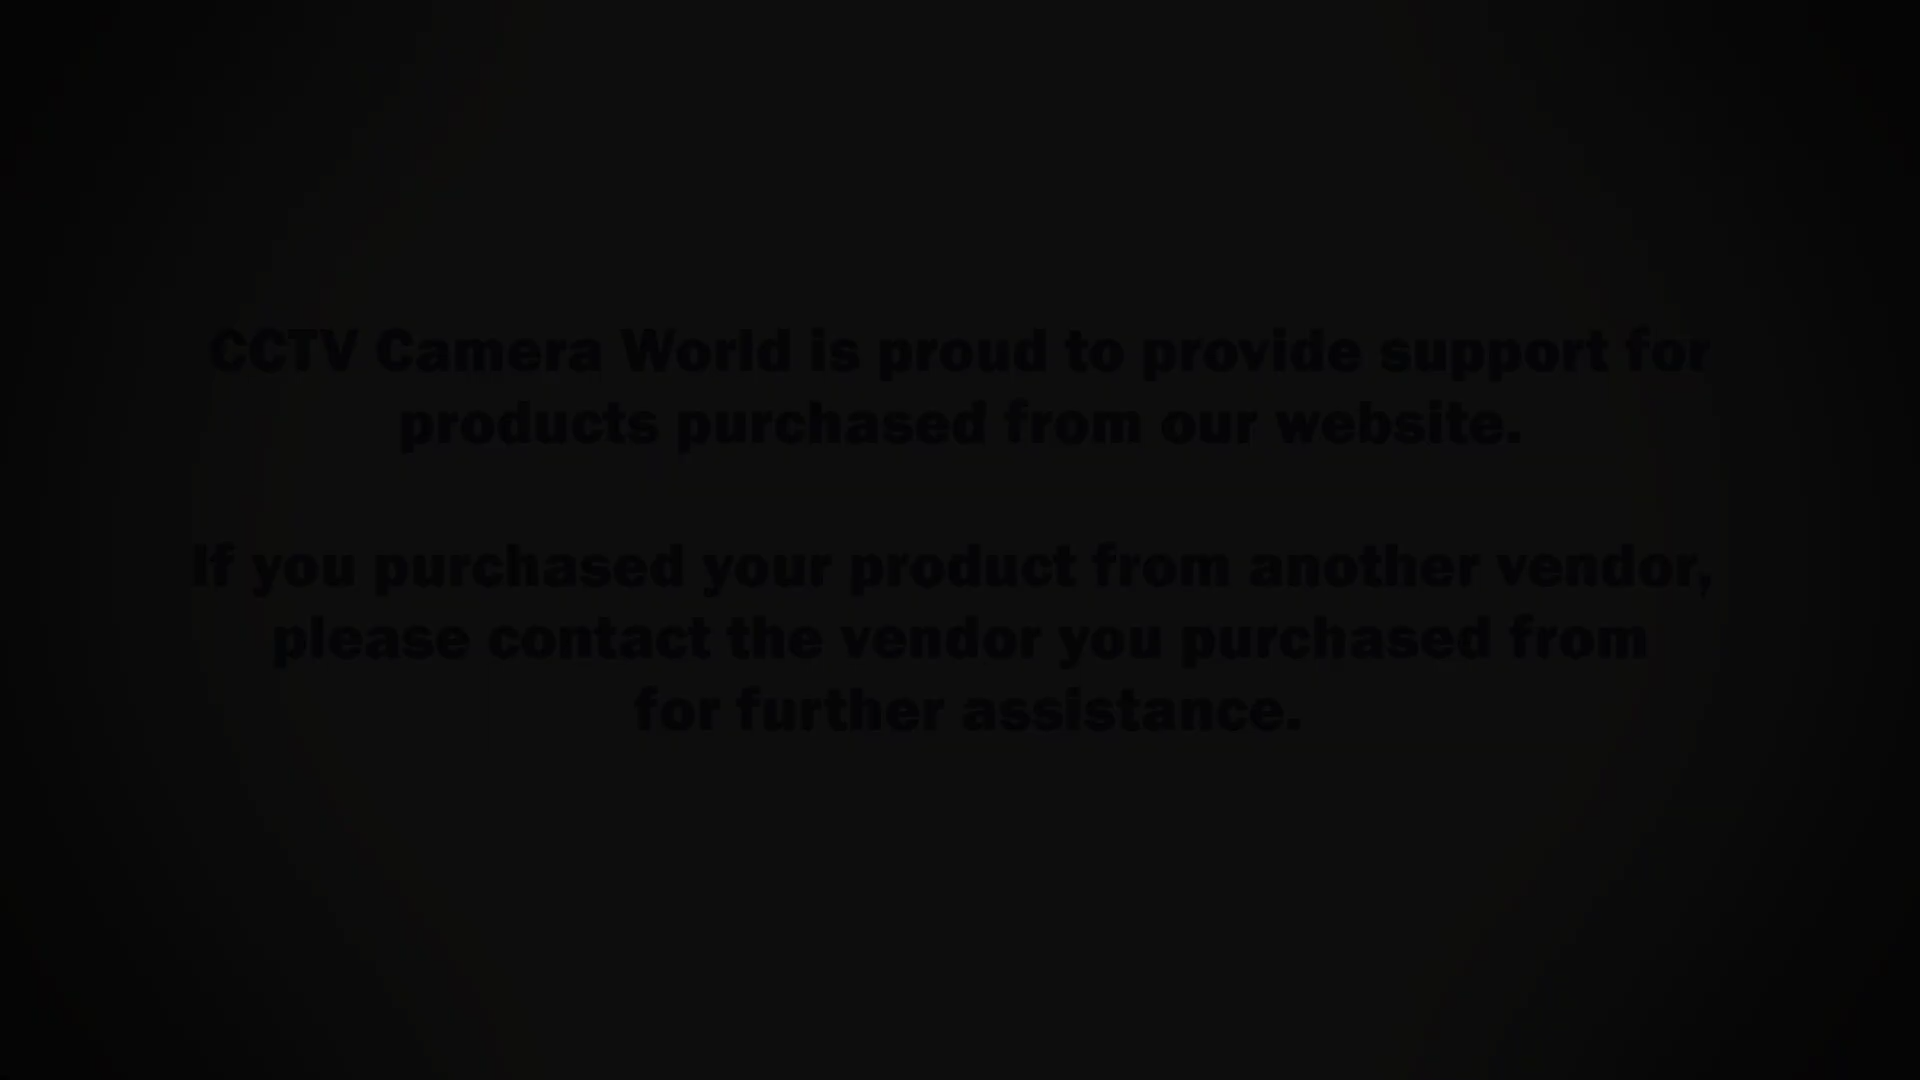 CCTV Camera World is proud to provide support for
products purchased from our website.
If you purchased your product from another vendor,
please contact the vendor you purchased from
for further assistance.